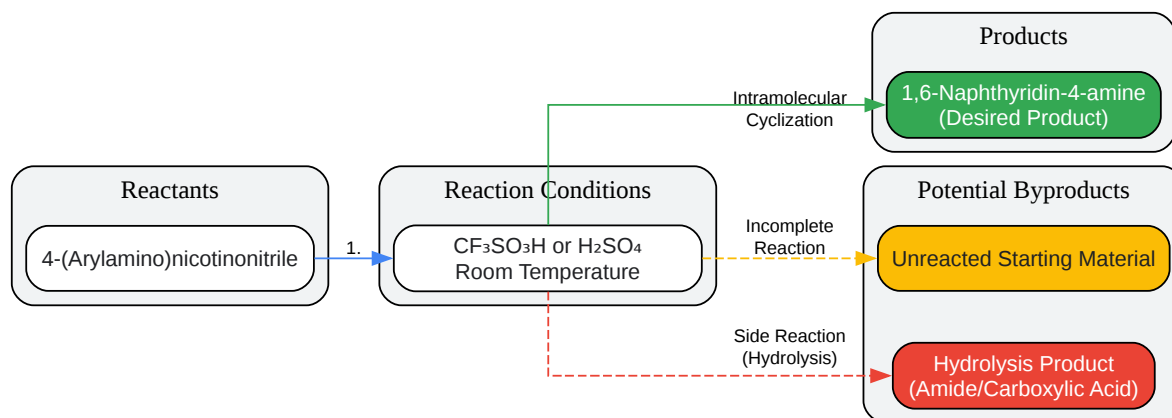 Reactants
4-(Arylamino)nicotinonitrile
1.
Reaction Conditions
CF₃SO₃H or H₂SO₄
Room Temperature
Intramolecular
Cyclization
Incomplete
Reaction
Side Reaction
(Hydrolysis)
Products
1,6-Naphthyridin-4-amine
(Desired Product)
Potential Byproducts
Unreacted Starting Material
Hydrolysis Product
(Amide/Carboxylic Acid)